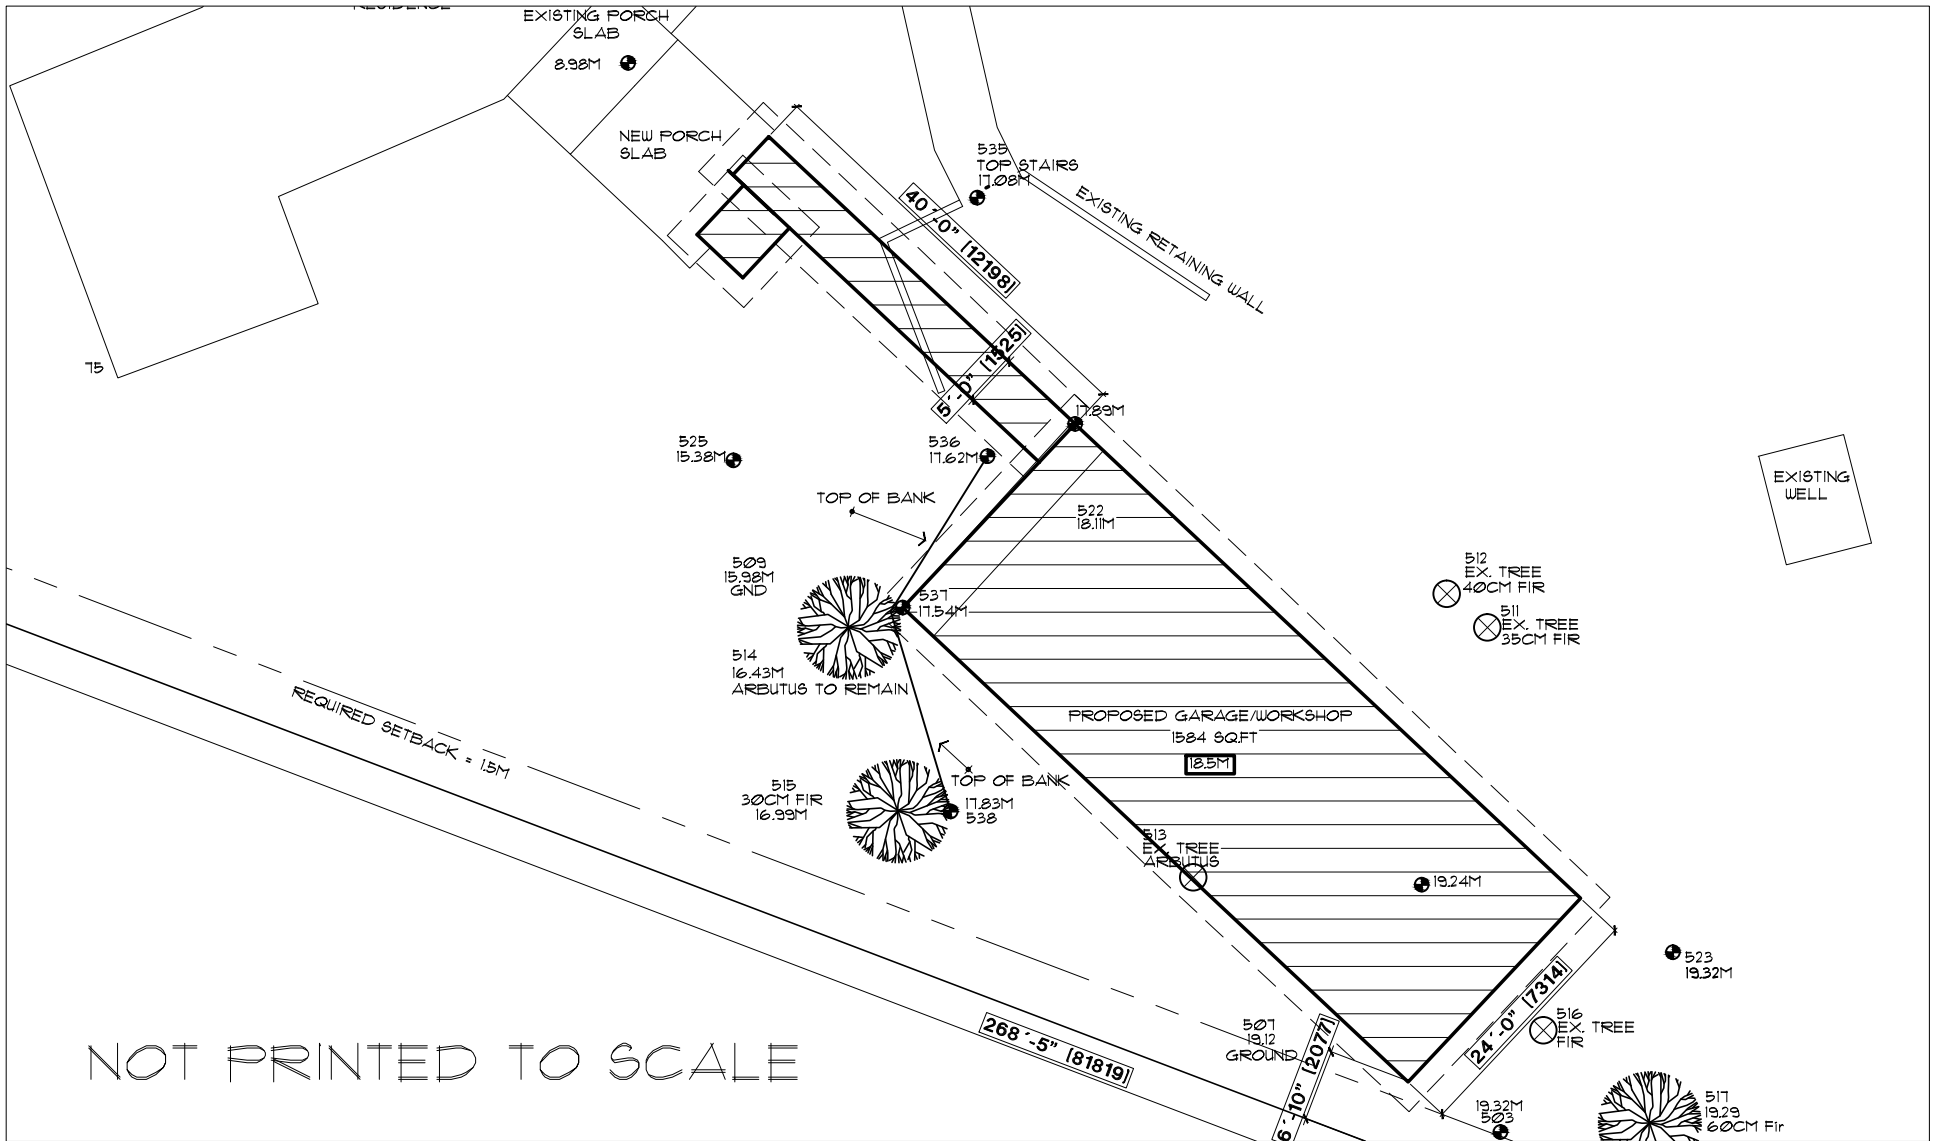 EXISTING PORCH
SLAB
8.98M
NEW PORCH
SLAB
535
TOP STAIRS
17.08M
40'-0" [12198]
EXISTING RETAINING WALL
5'-0" [1525]
75
17.89M
525
15.38M
536
17.62M
TOP OF BANK
522
18.11M
EXISTING
WELL
509
15.98M
GND
537
17.54M
512
EX. TREE
40CM FIR
511
EX. TREE
35CM FIR
514
16.43M
ARBUTUS TO REMAIN
REQUIRED SETBACK = 1.5M
PROPOSED GARAGE/WORKSHOP
1584 SQ.FT
18.5M
TOP OF BANK
515
30CM FIR
16.99M
17.83M
538
513
EX. TREE
ARBUTUS
19.24M
523
19.32M
24'-0" [7314]
516
EX. TREE
FIR
507
19.12
GROUND
6'-10" [2077]
268'-5" [81819]
NOT PRINTED TO SCALE
19.32M
503
517
19.29
60CM Fir